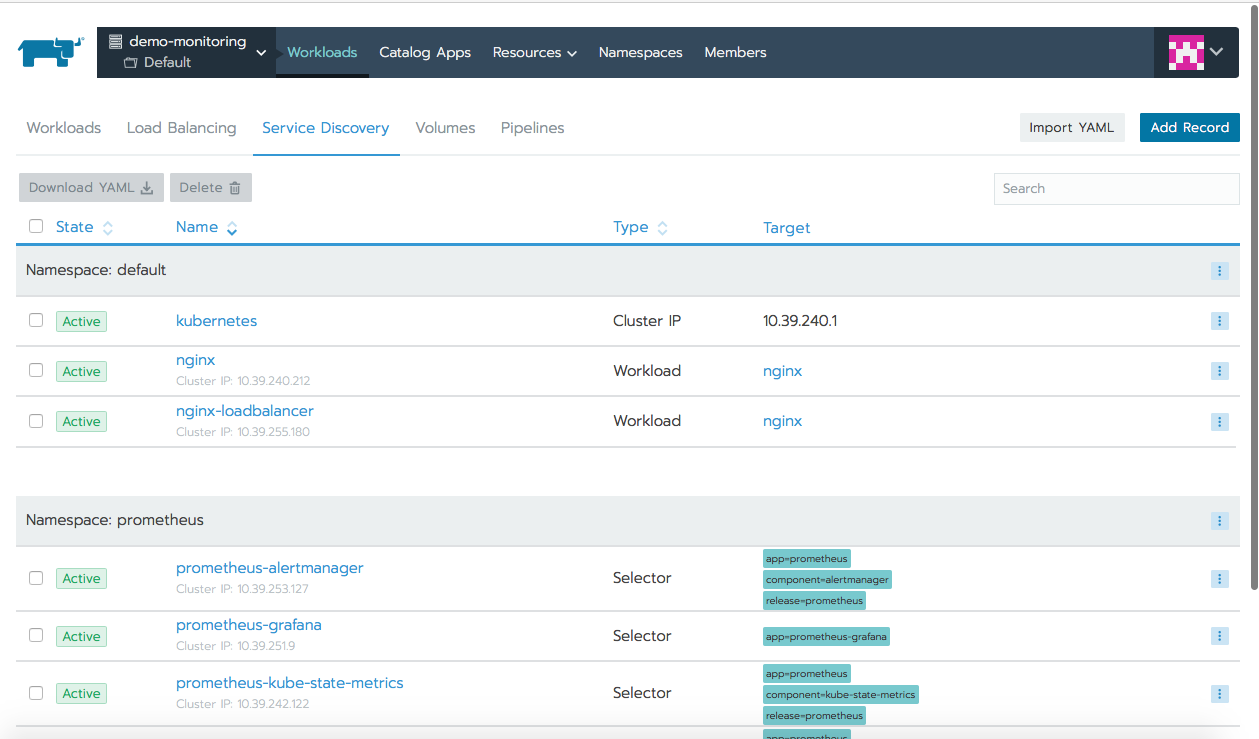 demo-monitoring
Default
Workloads
Catalog Apps
Resources
Namespaces
Members
Workloads
Load Balancing
Service Discovery
Volumes
Pipelines
Import YAML
Add Record
Download YAML
Delete
Search
State
Name
Type
Target
Namespace: default
Active
kubernetes
Cluster IP
10.39.240.1
Active
nginx
Cluster IP: 10.39.240.212
Workload
nginx
Active
nginx-loadbalancer
Cluster IP: 10.39.255.180
Workload
nginx
Namespace: prometheus
Active
prometheus-alertmanager
Cluster IP: 10.39.253.127
Selector
app=prometheus
component=alertmanager
release=prometheus
Active
prometheus-grafana
Cluster IP: 10.39.251.9
Selector
app=prometheus-grafana
Active
prometheus-kube-state-metrics
Cluster IP: 10.39.242.122
Selector
app=prometheus
component=kube-state-metrics
release=prometheus
app=prometheus